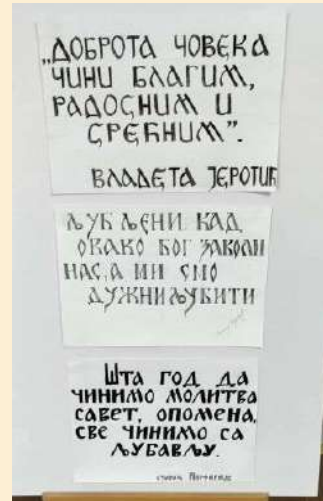 „ДОБРОТА ЧОВЕКА
ЧИНИ БЛАГИМ,
РАДОСНИМ И
СРЕЋНИМ”.
ВЛАДЕТА ЈЕРОТИЋ
ЉУБЉЕНИ КАД
ОВАКО БОГ ЗАВОЛИ
НАС, А МИ СМО
ДУЖНИ ЉУБИТИ
ШТА ГОД ДА
ЧИНИМО МОЛИТВА
САВЕТ, ОПОМЕНА,
СВЕ ЧИНИМО СА
ЉУБАВЉУ.
старац